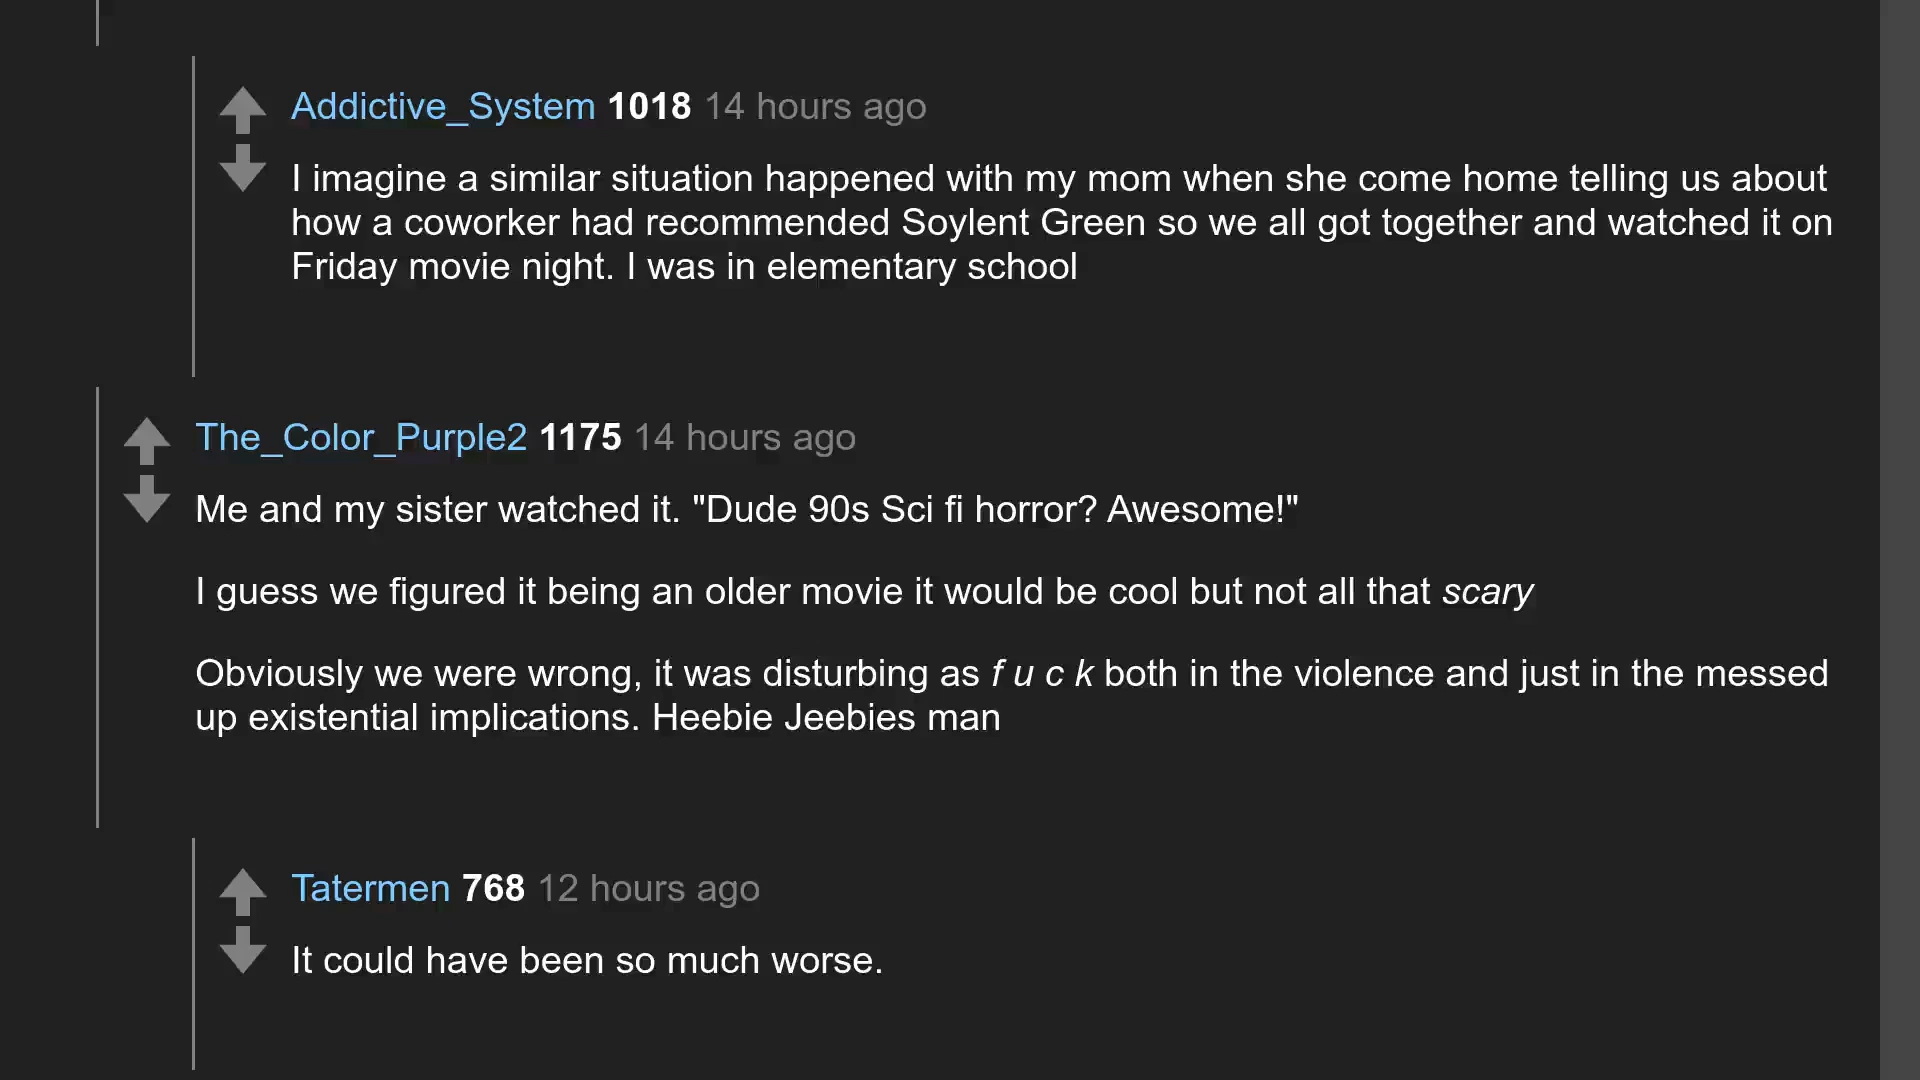 Addictive_System 1018 14 hours ago
I imagine a similar situation happened with my mom when she come home telling us about
how a coworker had recommended Soylent Green so we all got together and watched it on
Friday movie night. I was in elementary school
The_Color_Purple2 1175 14 hours ago
Me and my sister watched it. "Dude 90s Sci fi horror? Awesome!"
I guess we figured it being an older movie it would be cool but not all that scary
Obviously we were wrong, it was disturbing as f u c k both in the violence and just in the messed
up existential implications. Heebie Jeebies man
Tatermen 768 12 hours ago
It could have been so much worse.